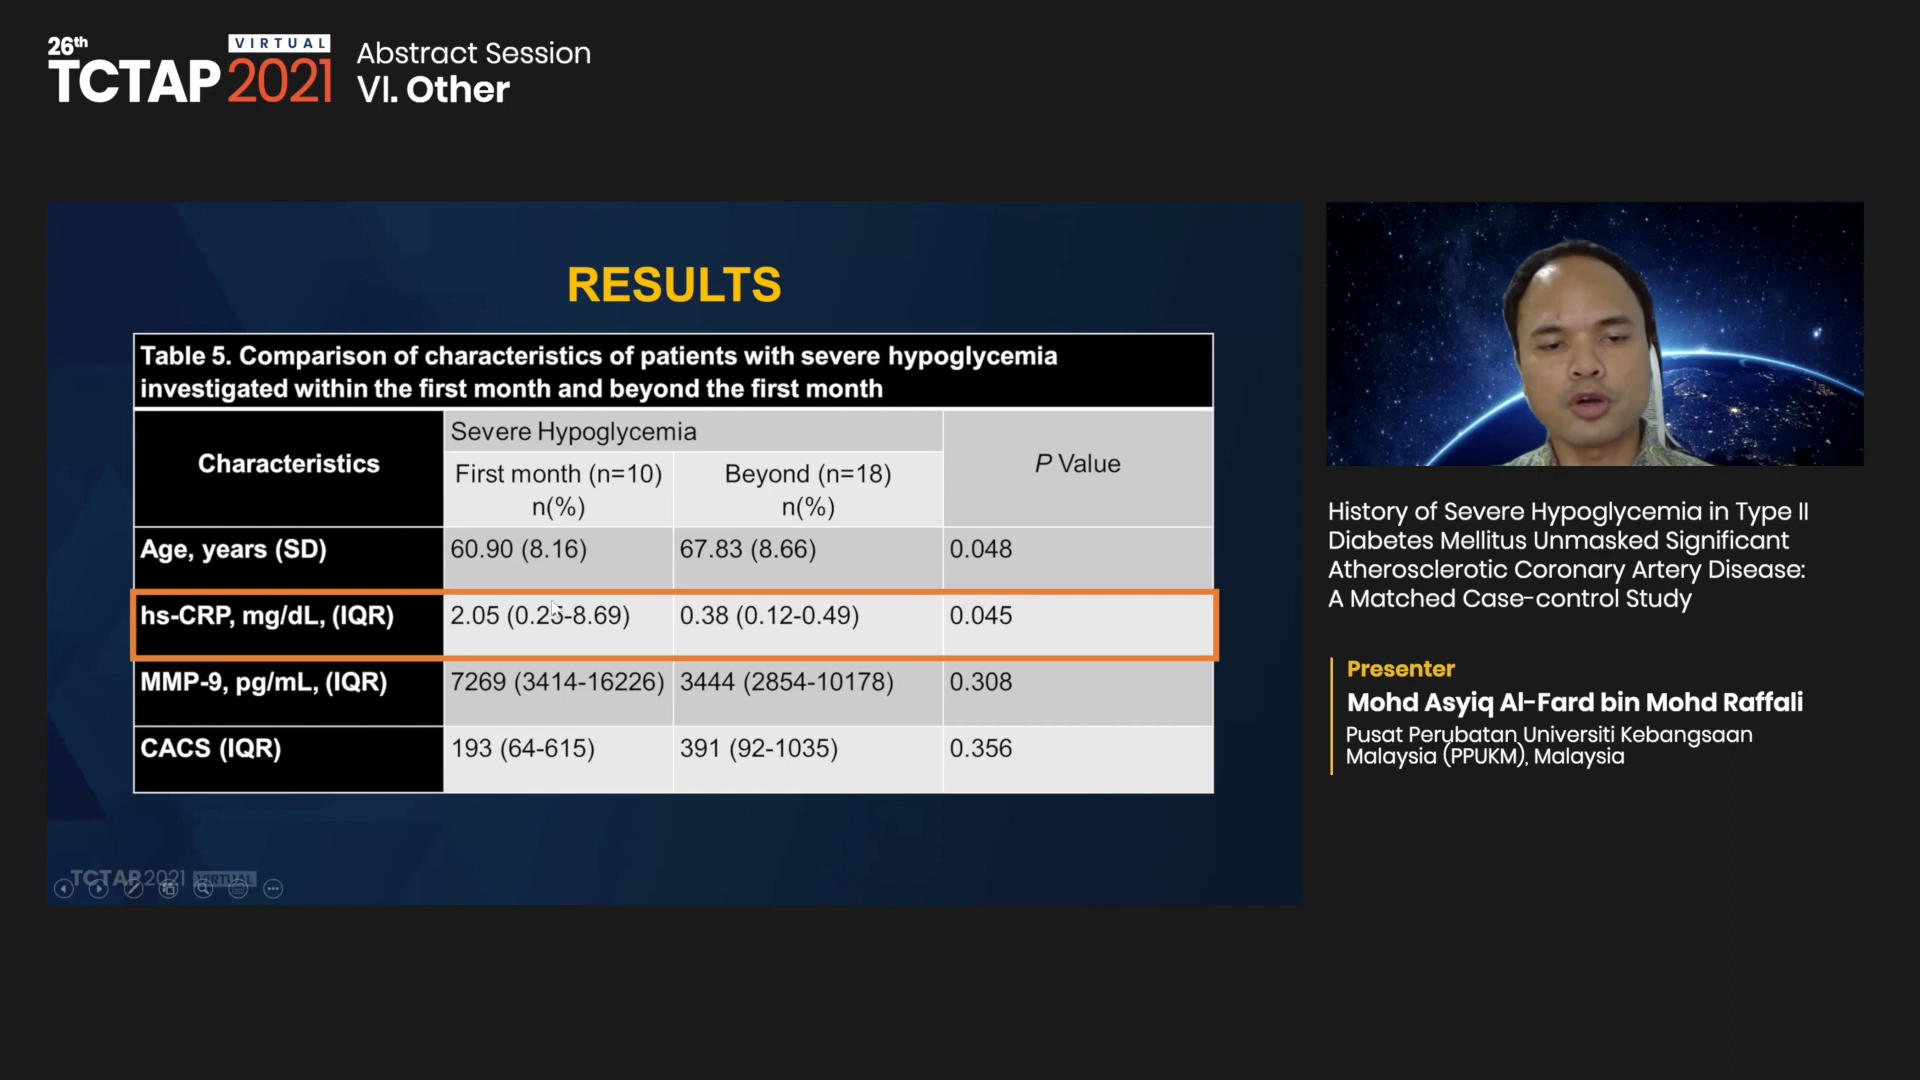 26th
VIRTUAL
TCTAP 2021
Abstract Session
VI. Other
RESULTS
Table 5. Comparison of characteristics of patients with severe hypoglycemia
investigated within the first month and beyond the first month
Characteristics
Severe Hypoglycemia
P Value
First month (n=10)
n(%)
Beyond (n=18)
n(%)
Age, years (SD) 60.90 (8.16) 67.83 (8.66) 0.048
hs-CRP, mg/dL, (IQR) 2.05 (0.25-8.69) 0.38 (0.12-0.49) 0.045
MMP-9, pg/mL, (IQR) 7269 (3414-16226) 3444 (2854-10178) 0.308
CACS (IQR) 193 (64-615) 391 (92-1035) 0.356
TCTAP2021 VIRTUAL
History of Severe Hypoglycemia in Type II
Diabetes Mellitus Unmasked Significant
Atherosclerotic Coronary Artery Disease:
A Matched Case-control Study
Presenter
Mohd Asyiq Al-Fard bin Mohd Raffali
Pusat Perubatan Universiti Kebangsaan
Malaysia (PPUKM), Malaysia